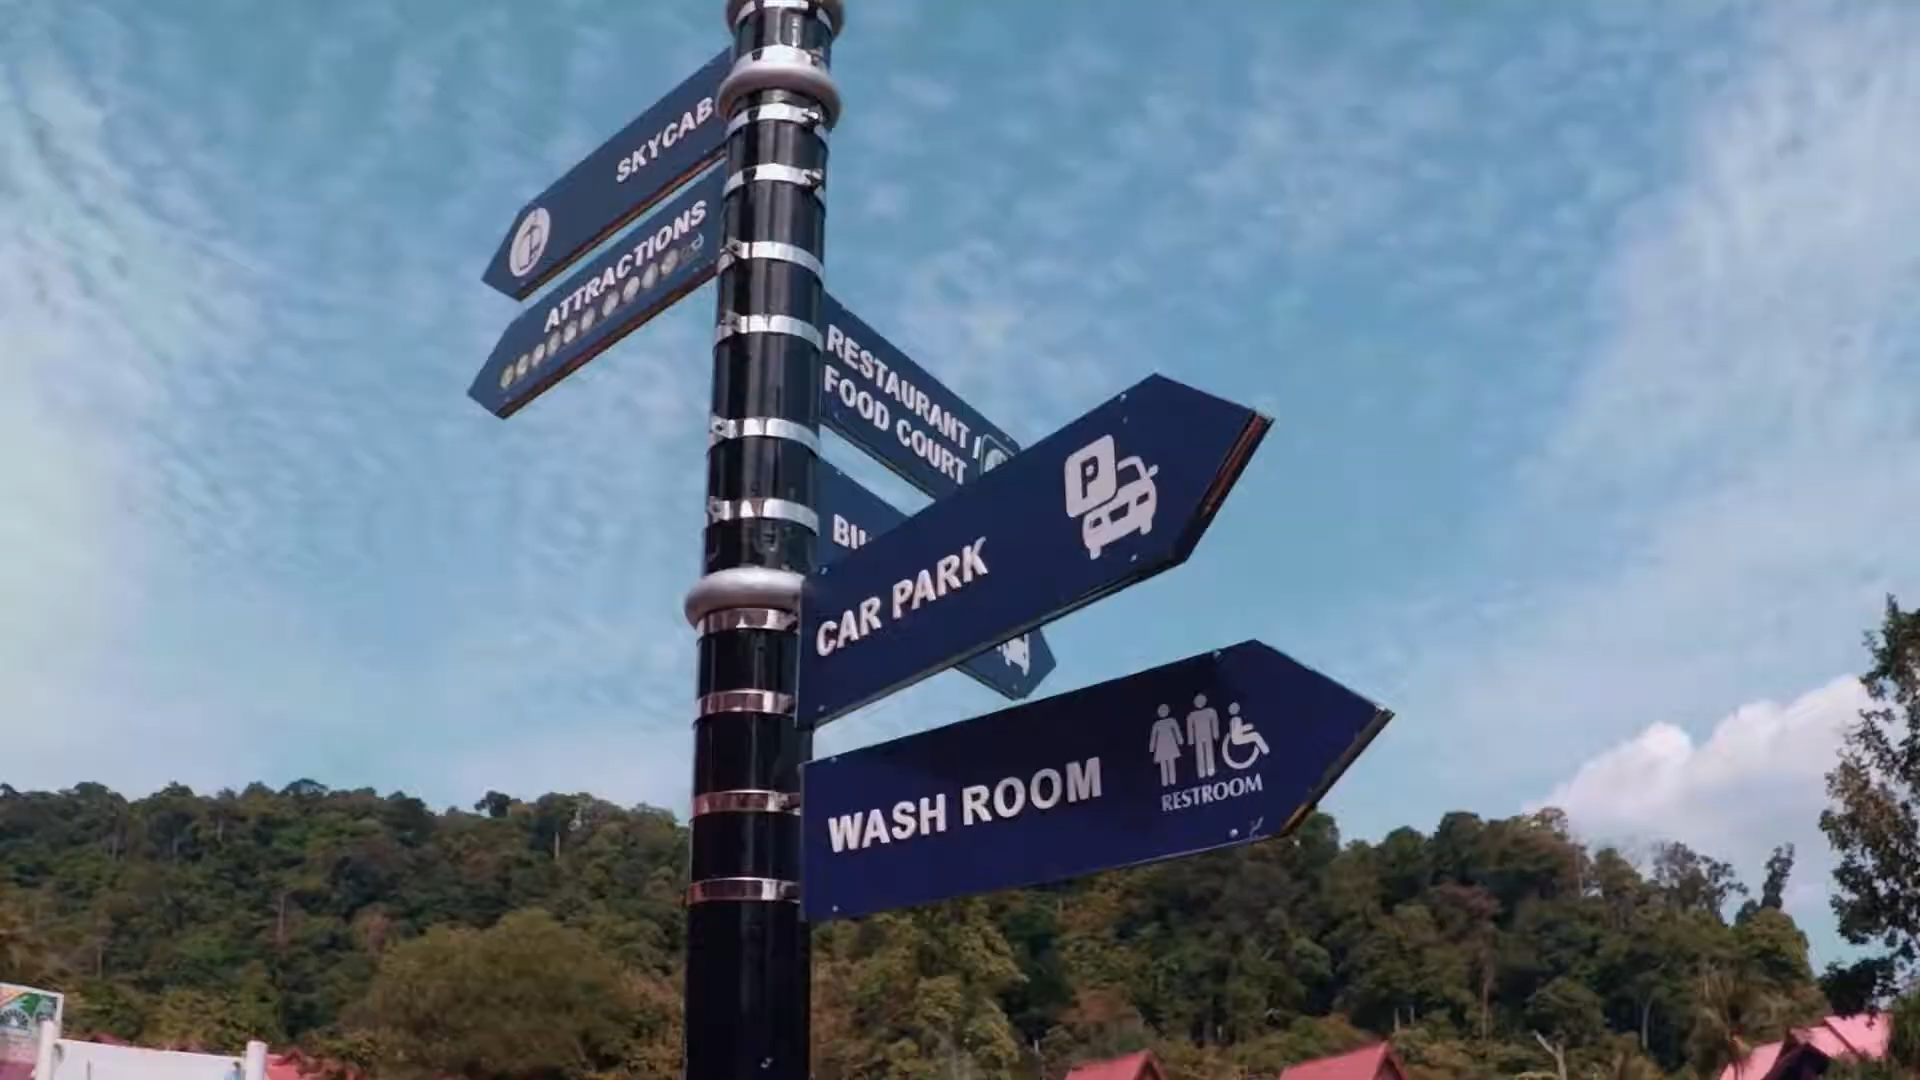 SKYCAB
ATTRACTIONS
RESTAURANT /
FOOD COURT
P
CAR PARK
WASH ROOM
RESTROOM